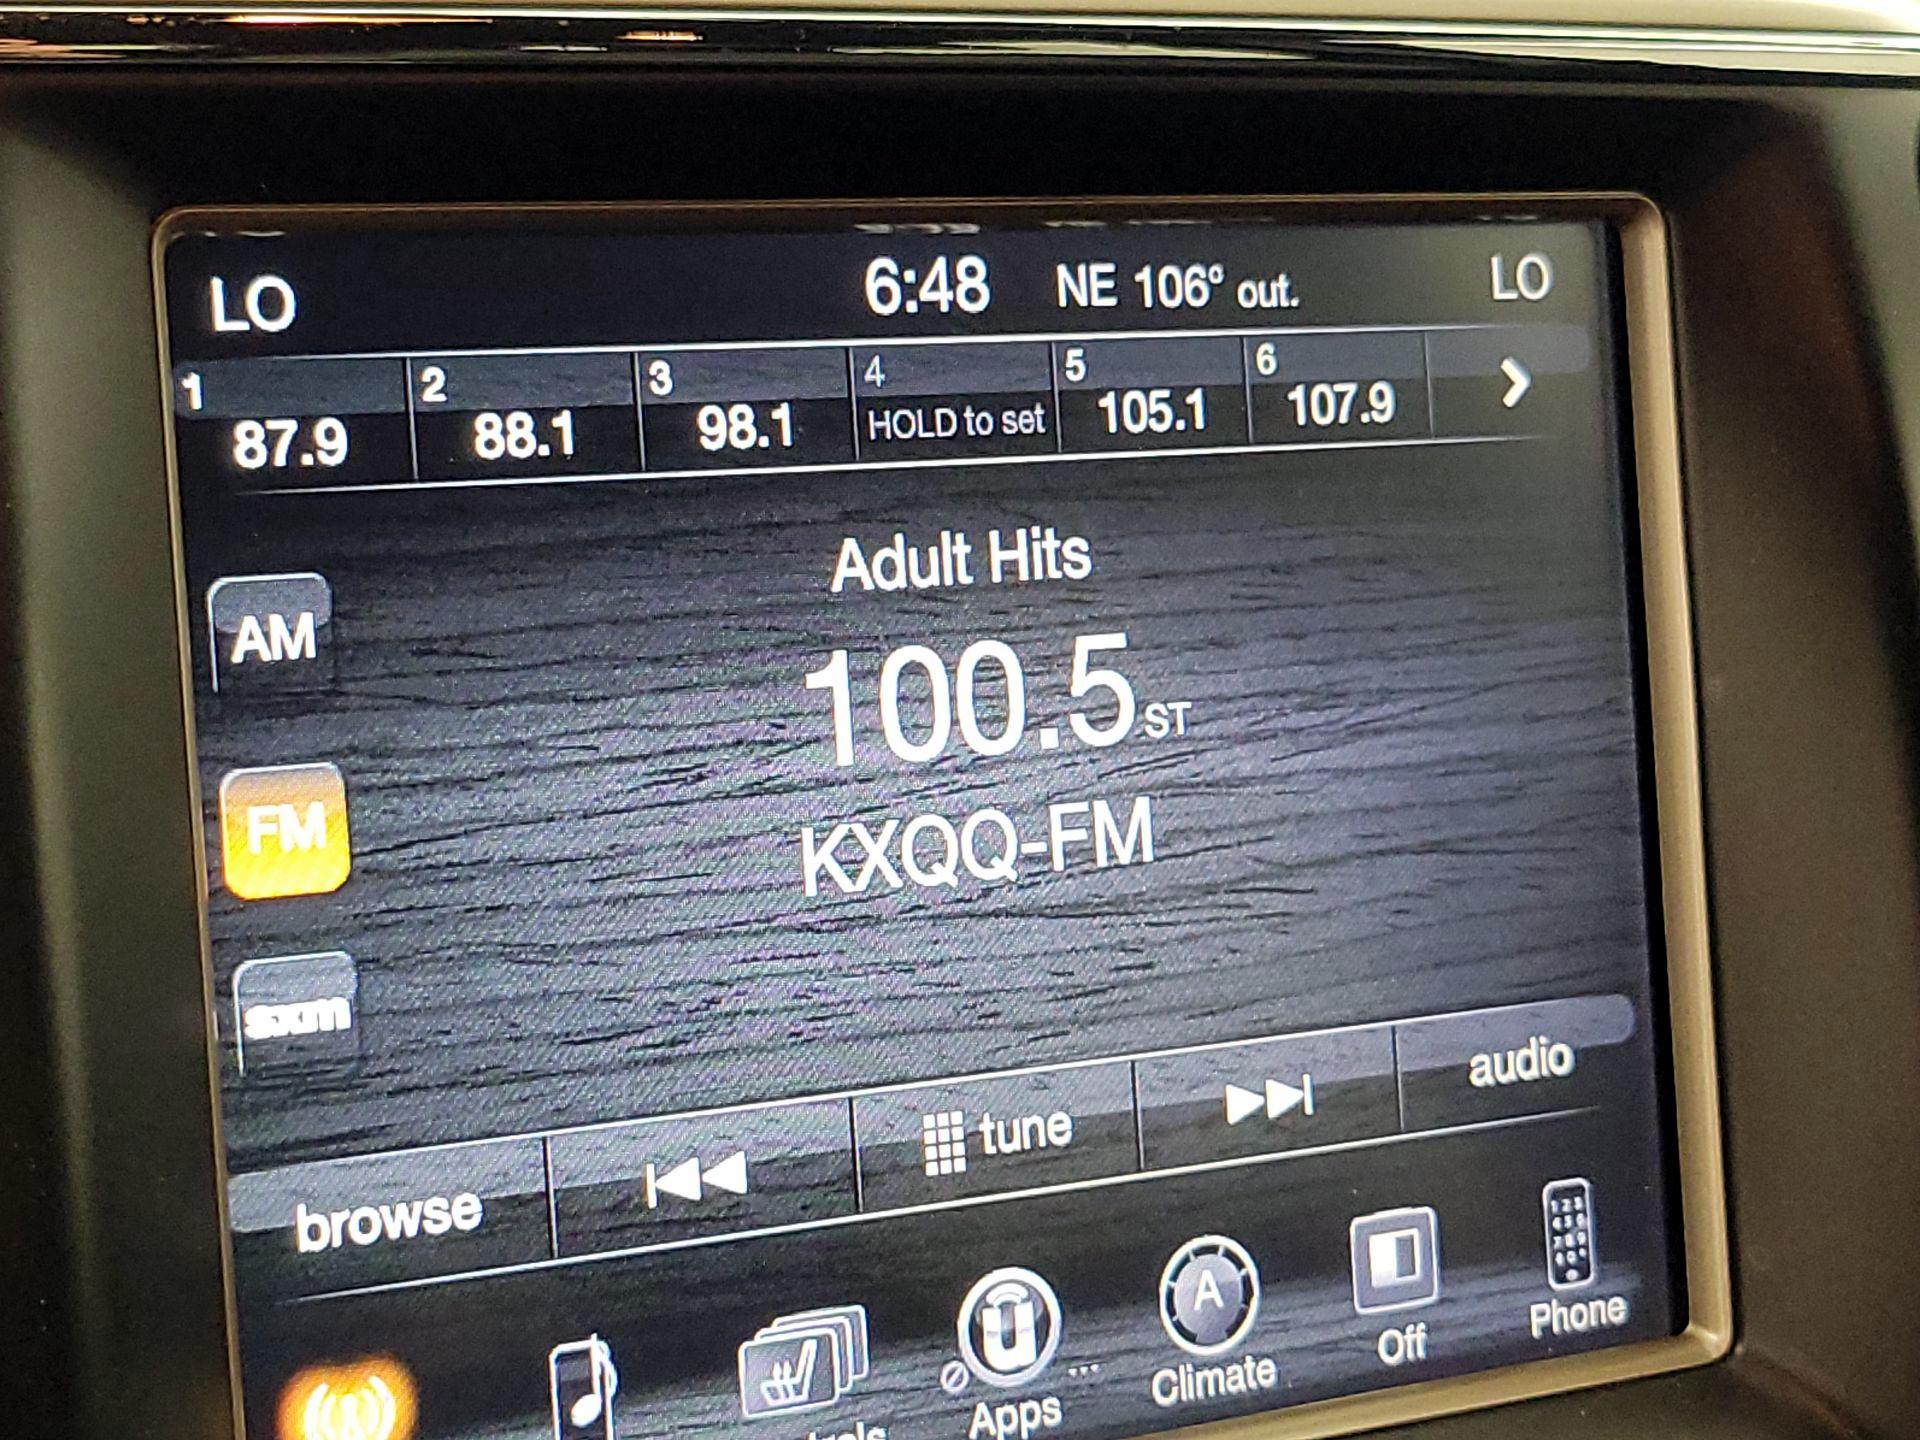 LO 6:48 NE 106° out. LO
1 2 3 4 5 6
87.9 88.1 98.1 HOLD to set 105.1 107.9
Adult Hits
AM
100.5 ST
FM
KXQQ-FM
sxm
browse tune audio
Apps Climate Off Phone
A